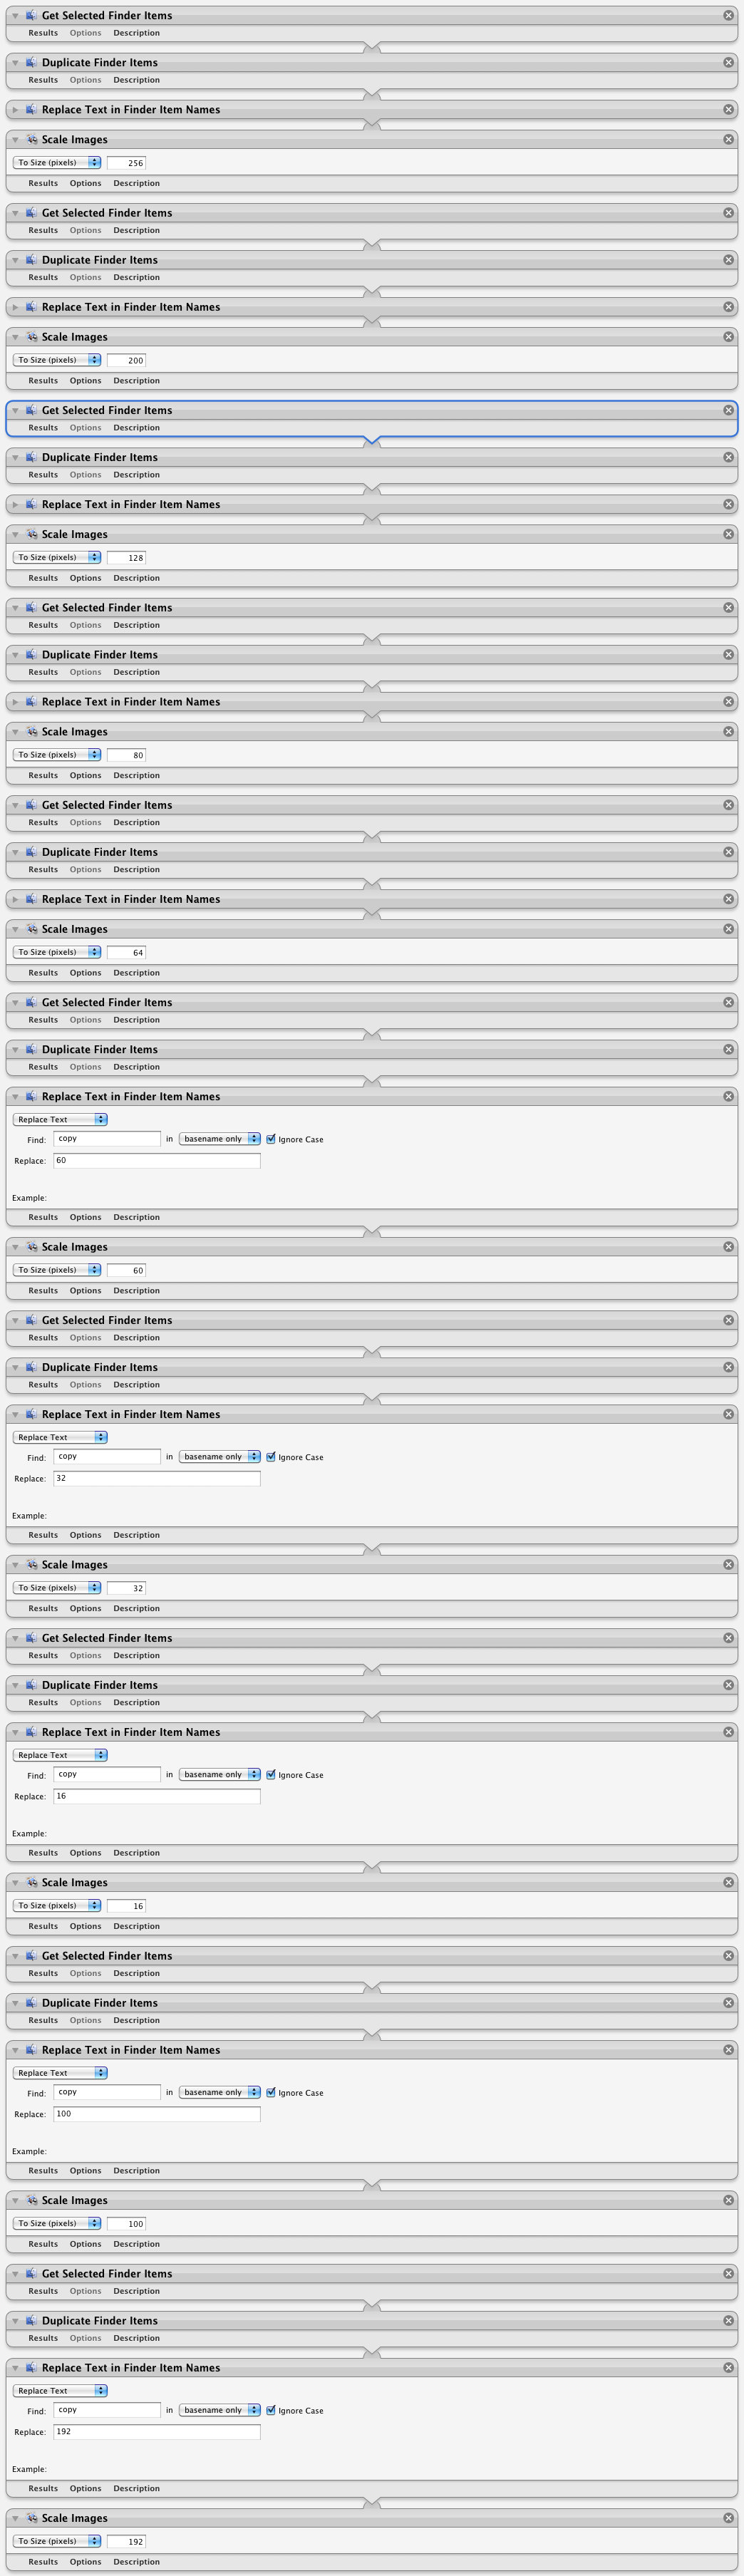 Get Selected Finder Items
Results Options Description
Duplicate Finder Items
Results Options Description
Replace Text in Finder Item Names
Scale Images
To Size (pixels) 256
Results Options Description
Get Selected Finder Items
Results Options Description
Duplicate Finder Items
Results Options Description
Replace Text in Finder Item Names
Scale Images
To Size (pixels) 200
Results Options Description
Get Selected Finder Items
Results Options Description
Duplicate Finder Items
Results Options Description
Replace Text in Finder Item Names
Scale Images
To Size (pixels) 128
Results Options Description
Get Selected Finder Items
Results Options Description
Duplicate Finder Items
Results Options Description
Replace Text in Finder Item Names
Scale Images
To Size (pixels) 80
Results Options Description
Get Selected Finder Items
Results Options Description
Duplicate Finder Items
Results Options Description
Replace Text in Finder Item Names
Scale Images
To Size (pixels) 64
Results Options Description
Get Selected Finder Items
Results Options Description
Duplicate Finder Items
Results Options Description
Replace Text in Finder Item Names
Replace Text
Find: copy in basename only Ignore Case
Replace: 60
Example:
Results Options Description
Scale Images
To Size (pixels) 60
Results Options Description
Get Selected Finder Items
Results Options Description
Duplicate Finder Items
Results Options Description
Replace Text in Finder Item Names
Replace Text
Find: copy in basename only Ignore Case
Replace: 32
Example:
Results Options Description
Scale Images
To Size (pixels) 32
Results Options Description
Get Selected Finder Items
Results Options Description
Duplicate Finder Items
Results Options Description
Replace Text in Finder Item Names
Replace Text
Find: copy in basename only Ignore Case
Replace: 16
Example:
Results Options Description
Scale Images
To Size (pixels) 16
Results Options Description
Get Selected Finder Items
Results Options Description
Duplicate Finder Items
Results Options Description
Replace Text in Finder Item Names
Replace Text
Find: copy in basename only Ignore Case
Replace: 100
Example:
Results Options Description
Scale Images
To Size (pixels) 100
Results Options Description
Get Selected Finder Items
Results Options Description
Duplicate Finder Items
Results Options Description
Replace Text in Finder Item Names
Replace Text
Find: copy in basename only Ignore Case
Replace: 192
Example:
Results Options Description
Scale Images
To Size (pixels) 192
Results Options Description